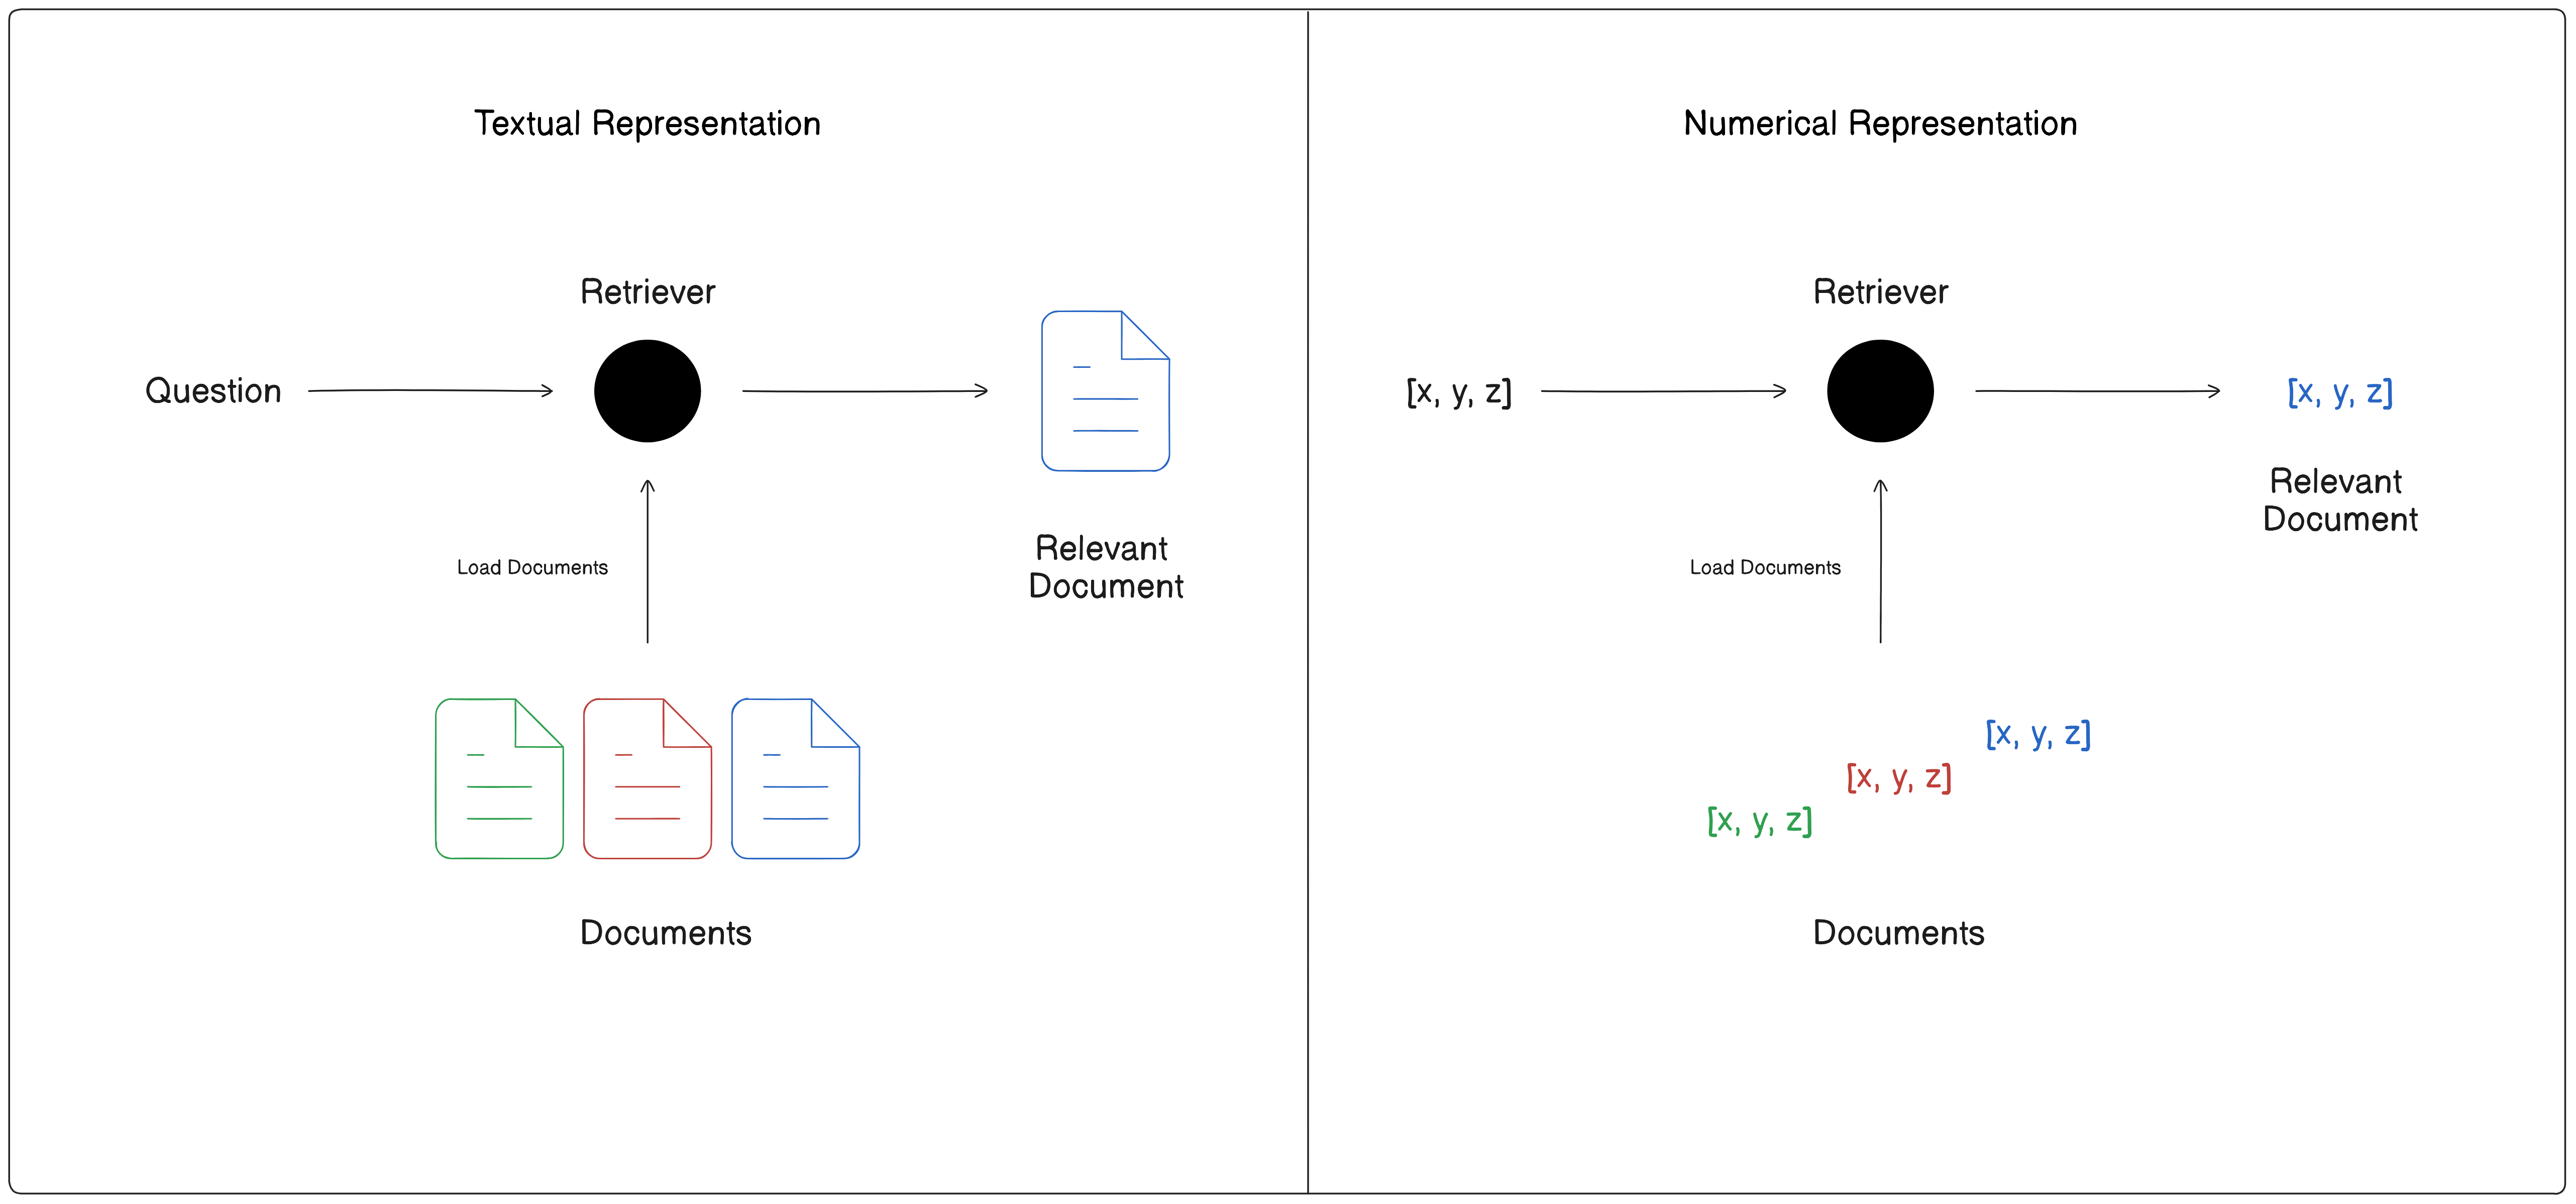 Textual Representation
Retriever
Question
Relevant
Document
Load Documents
Documents
Numerical Representation
Retriever
[x, y, z]
[x, y, z]
Relevant
Document
Load Documents
[x, y, z]
[x, y, z]
[x, y, z]
Documents